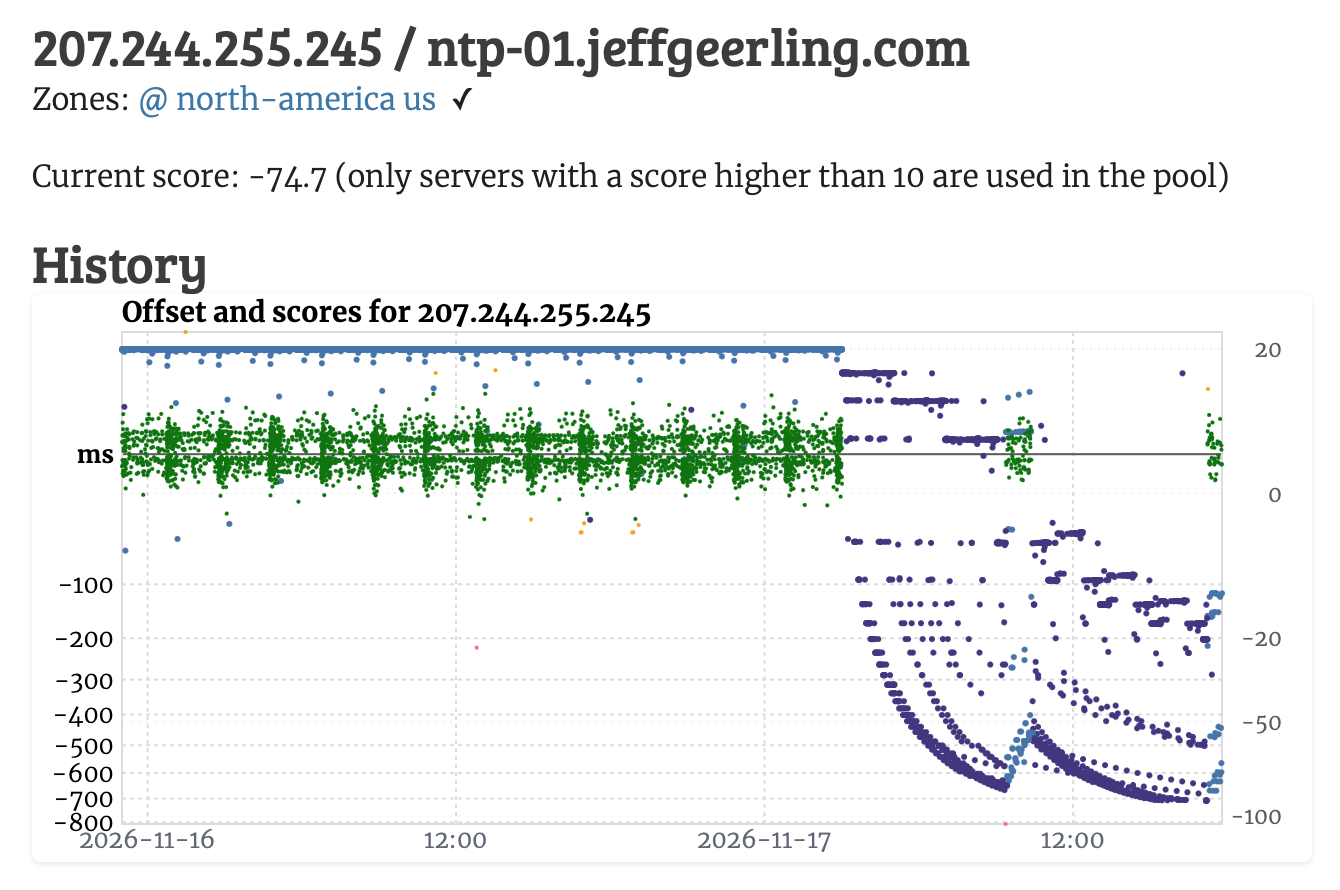 207.244.255.245 / ntp-01.jeffgeerling.com
Zones: @ north-america us ✓
Current score: -74.7 (only servers with a score higher than 10 are used in the pool)
History
Offset and scores for 207.244.255.245
20
ms
0
-100
-200
-20
-300
-400
-50
-500
-600
-700
-800
-100
2026-11-16
12:00
2026-11-17
12:00